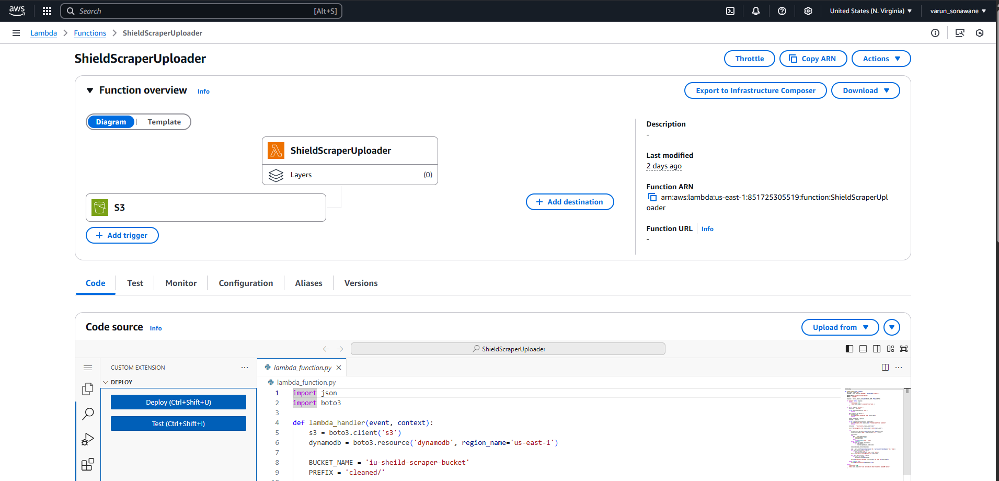 aws
Search [Alt+S]
United States (N. Virginia)
varun_sonawane
Lambda
Functions
ShieldScraperUploader
ShieldScraperUploader
Throttle
Copy ARN
Actions
Function overview Info
Export to Infrastructure Composer
Download
Diagram
Template
ShieldScraperUploader
Layers (0)
S3
+ Add trigger
+ Add destination
Description
-
Last modified
2 days ago
Function ARN
arn:aws:lambda:us-east-1:851725305519:function:ShieldScraperUpl
oader
Function URL Info
-
Code
Test
Monitor
Configuration
Aliases
Versions
Code source Info
Upload from
ShieldScraperUploader
CUSTOM EXTENSION
DEPLOY
Deploy (Ctrl+Shift+U)
Test (Ctrl+Shift+I)
lambda_function.py
lambda_function.py
1 import json
2 import boto3
3
4 def lambda_handler(event, context):
5 s3 = boto3.client('s3')
6 dynamodb = boto3.resource('dynamodb', region_name='us-east-1')
7
8 BUCKET_NAME = 'iu-sheild-scraper-bucket'
9 PREFIX = 'cleaned/'